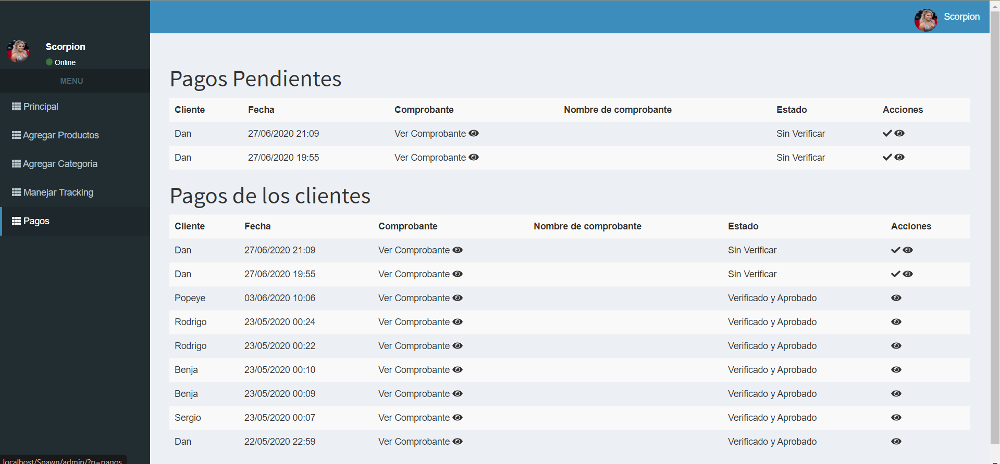 Scorpion
Scorpion
Online
MENU
Principal
Agregar Productos
Agregar Categoria
Manejar Tracking
Pagos
Pagos Pendientes
Cliente Fecha Comprobante Nombre de comprobante Estado Acciones
Dan 27/06/2020 21:09 Ver Comprobante Sin Verificar
Dan 27/06/2020 19:55 Ver Comprobante Sin Verificar
Pagos de los clientes
Cliente Fecha Comprobante Nombre de comprobante Estado Acciones
Dan 27/06/2020 21:09 Ver Comprobante Sin Verificar
Dan 27/06/2020 19:55 Ver Comprobante Sin Verificar
Popeye 03/06/2020 10:06 Ver Comprobante Verificado y Aprobado
Rodrigo 23/05/2020 00:24 Ver Comprobante Verificado y Aprobado
Rodrigo 23/05/2020 00:22 Ver Comprobante Verificado y Aprobado
Benja 23/05/2020 00:10 Ver Comprobante Verificado y Aprobado
Benja 23/05/2020 00:09 Ver Comprobante Verificado y Aprobado
Sergio 23/05/2020 00:07 Ver Comprobante Verificado y Aprobado
Dan 22/05/2020 22:59 Ver Comprobante Verificado y Aprobado
localhost/Spawn/admin/?p=pagos